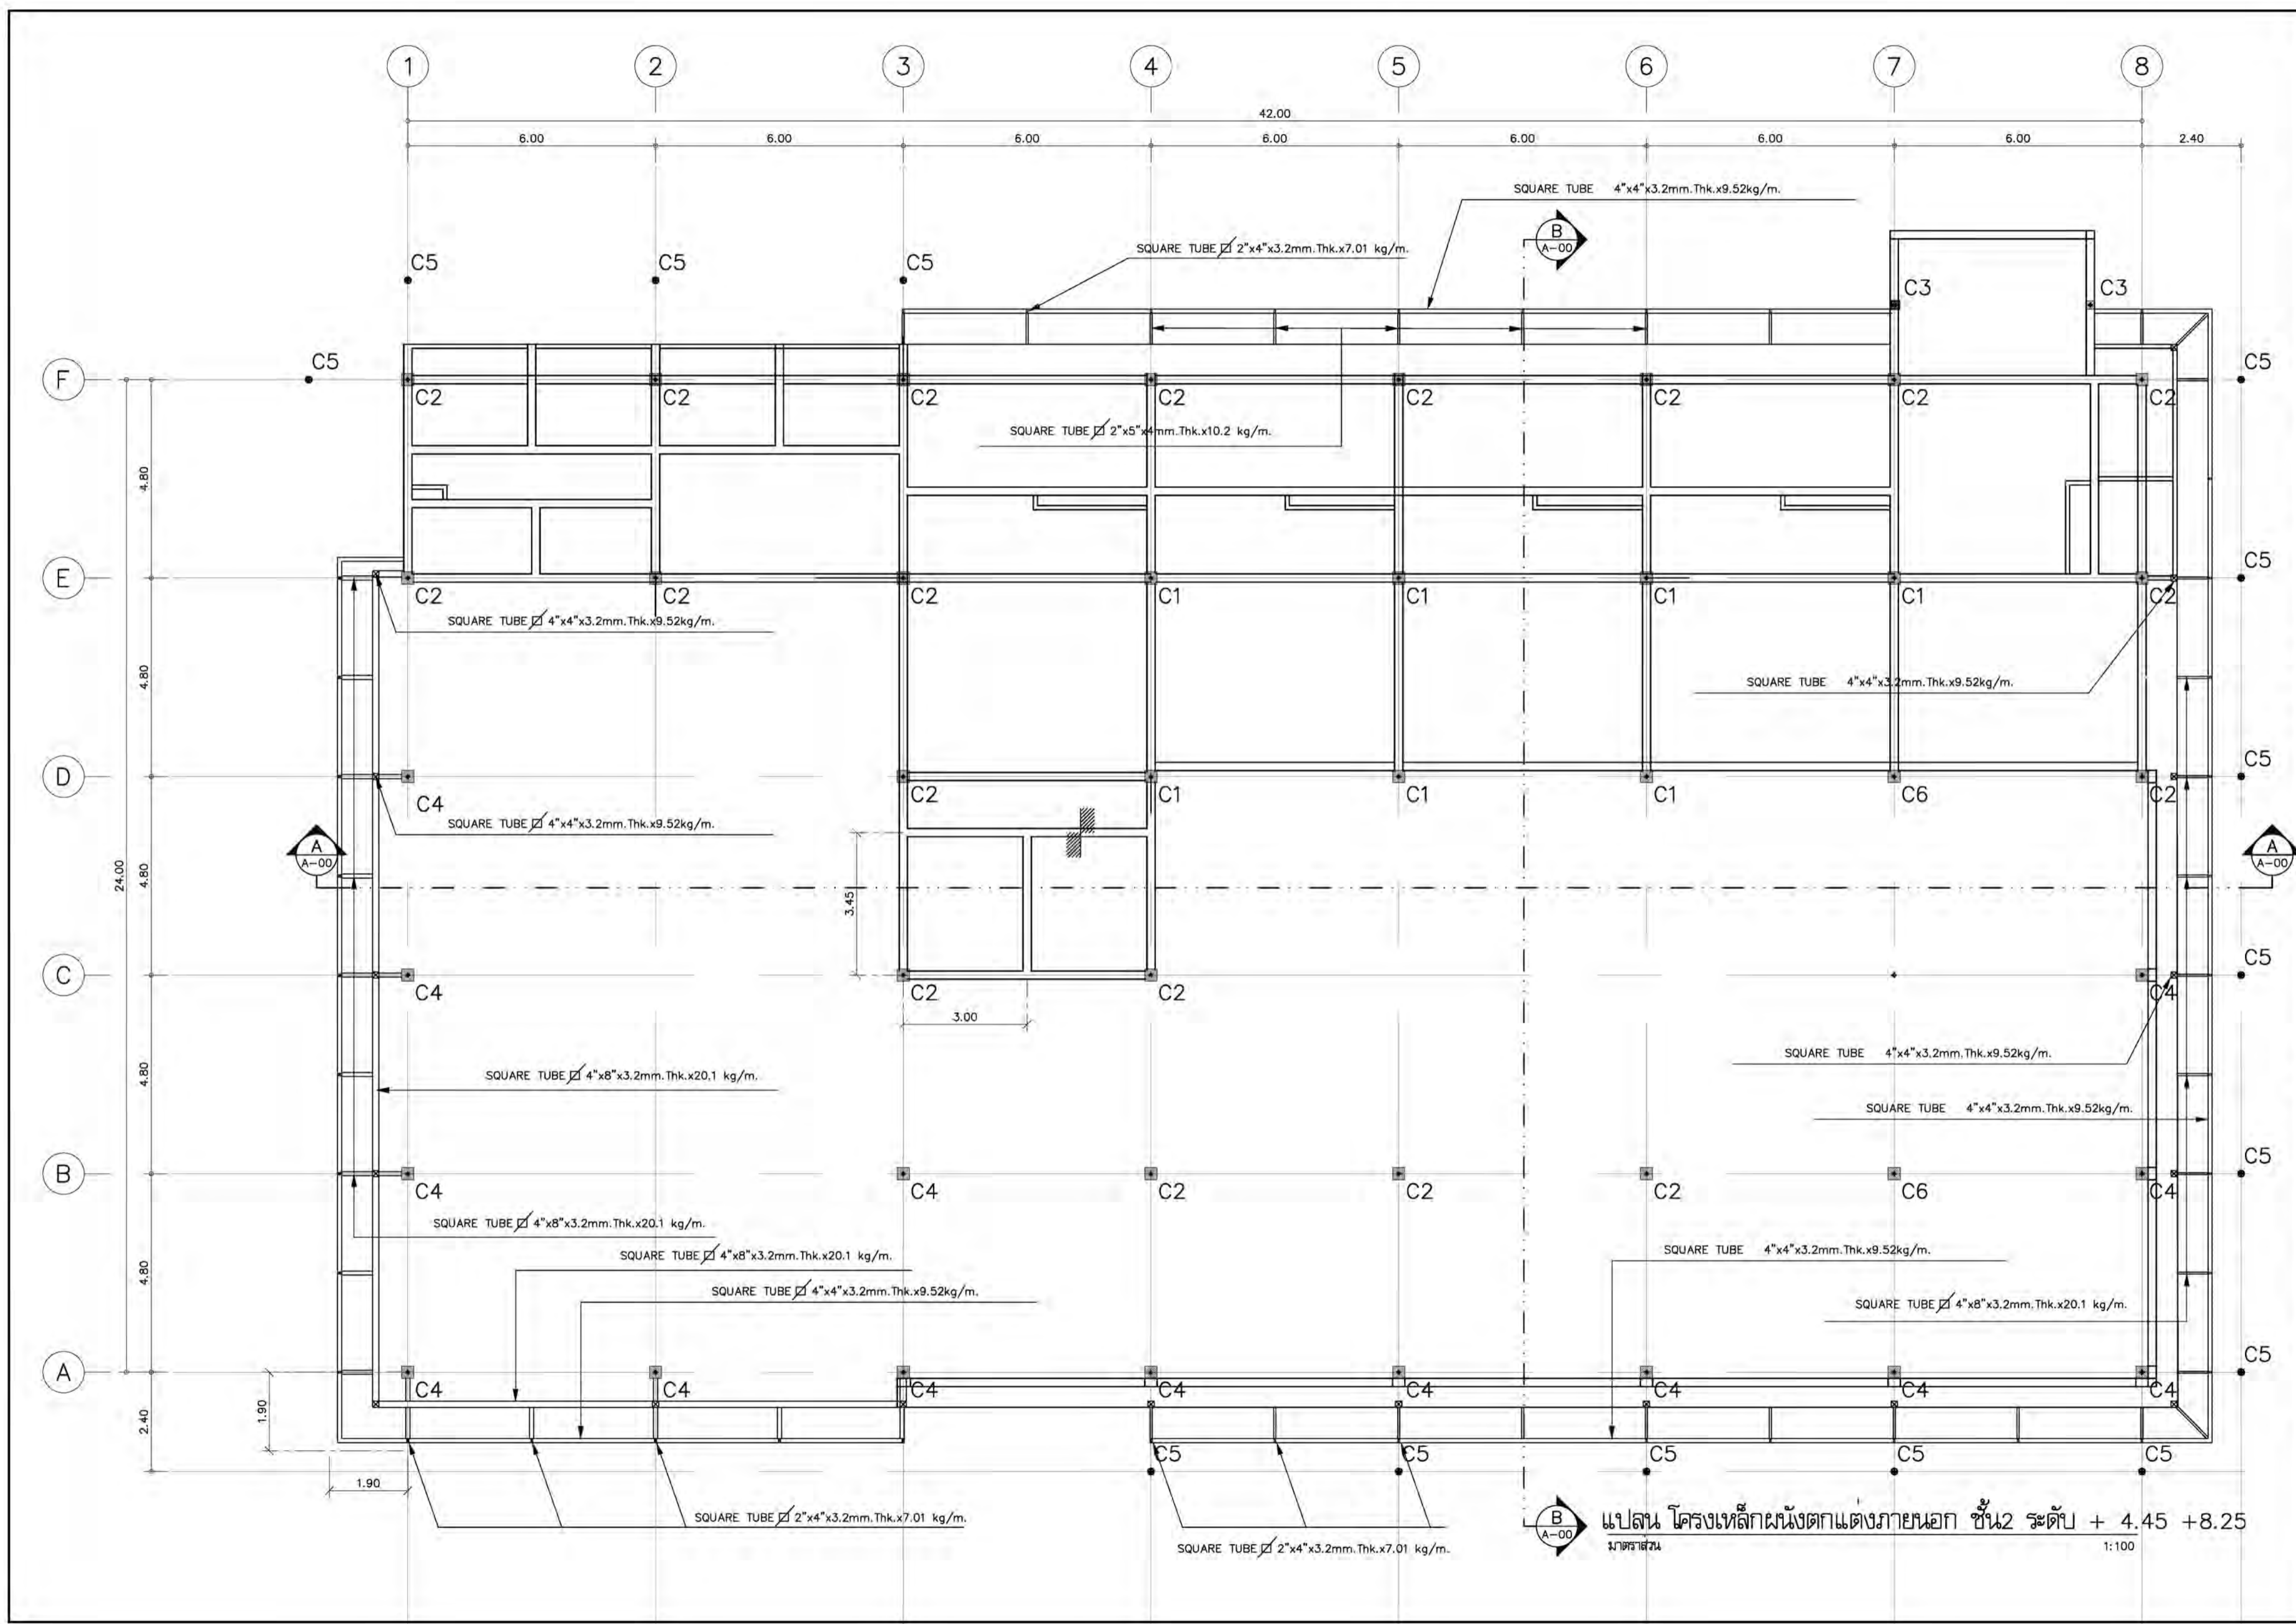 1 2 3 4 5 6 7 8
42.00
6.00 6.00 6.00 6.00 6.00 6.00 6.00 2.40
SQUARE TUBE 4"x4"x3.2mm.Thk.x9.52kg/m.
B
A-00
SQUARE TUBE 2"x4"x3.2mm.Thk.x7.01 kg/m.
C5 C5 C5
C3 C3
C5 C5
F
C2 C2 C2 C2 C2 C2 C2 C2
SQUARE TUBE 2"x5"x4mm.Thk.x10.2 kg/m.
4.80
C5
E
C2 C2 C2 C1 C1 C1 C1 C2
SQUARE TUBE 4"x4"x3.2mm.Thk.x9.52kg/m.
4.80
SQUARE TUBE 4"x4"x3.2mm.Thk.x9.52kg/m.
C5
D
C4 C2 C1 C1 C1 C6 C2
SQUARE TUBE 4"x4"x3.2mm.Thk.x9.52kg/m.
A
A-00
A
A-00
24.00
4.80
3.45
C5
C
C4 C2 C2 C4
3.00
SQUARE TUBE 4"x4"x3.2mm.Thk.x9.52kg/m.
4.80
SQUARE TUBE 4"x8"x3.2mm.Thk.x20.1 kg/m.
SQUARE TUBE 4"x4"x3.2mm.Thk.x9.52kg/m.
C5
B
C4 C4 C2 C2 C2 C6 C4
SQUARE TUBE 4"x8"x3.2mm.Thk.x20.1 kg/m.
SQUARE TUBE 4"x8"x3.2mm.Thk.x20.1 kg/m.
SQUARE TUBE 4"x4"x3.2mm.Thk.x9.52kg/m.
4.80
SQUARE TUBE 4"x4"x3.2mm.Thk.x9.52kg/m.
SQUARE TUBE 4"x8"x3.2mm.Thk.x20.1 kg/m.
C5
A
C4 C4 C4 C4 C4 C4 C4 C4
2.40
1.90
C5 C5 C5 C5 C5
1.90
SQUARE TUBE 2"x4"x3.2mm.Thk.x7.01 kg/m.
SQUARE TUBE 2"x4"x3.2mm.Thk.x7.01 kg/m.
B
A-00
แปลน โครงเหล็กผนังตกแต่งภายนอก ชั้น2 ระดับ + 4.45 +8.25
มาตราส่วน 1:100